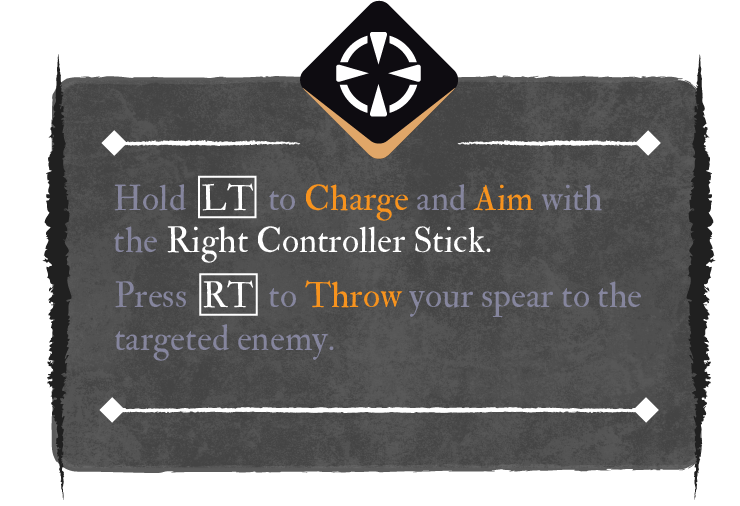 Hold LT to Charge and Aim with
the Right Controller Stick.
Press RT to Throw your spear to the
targeted enemy.